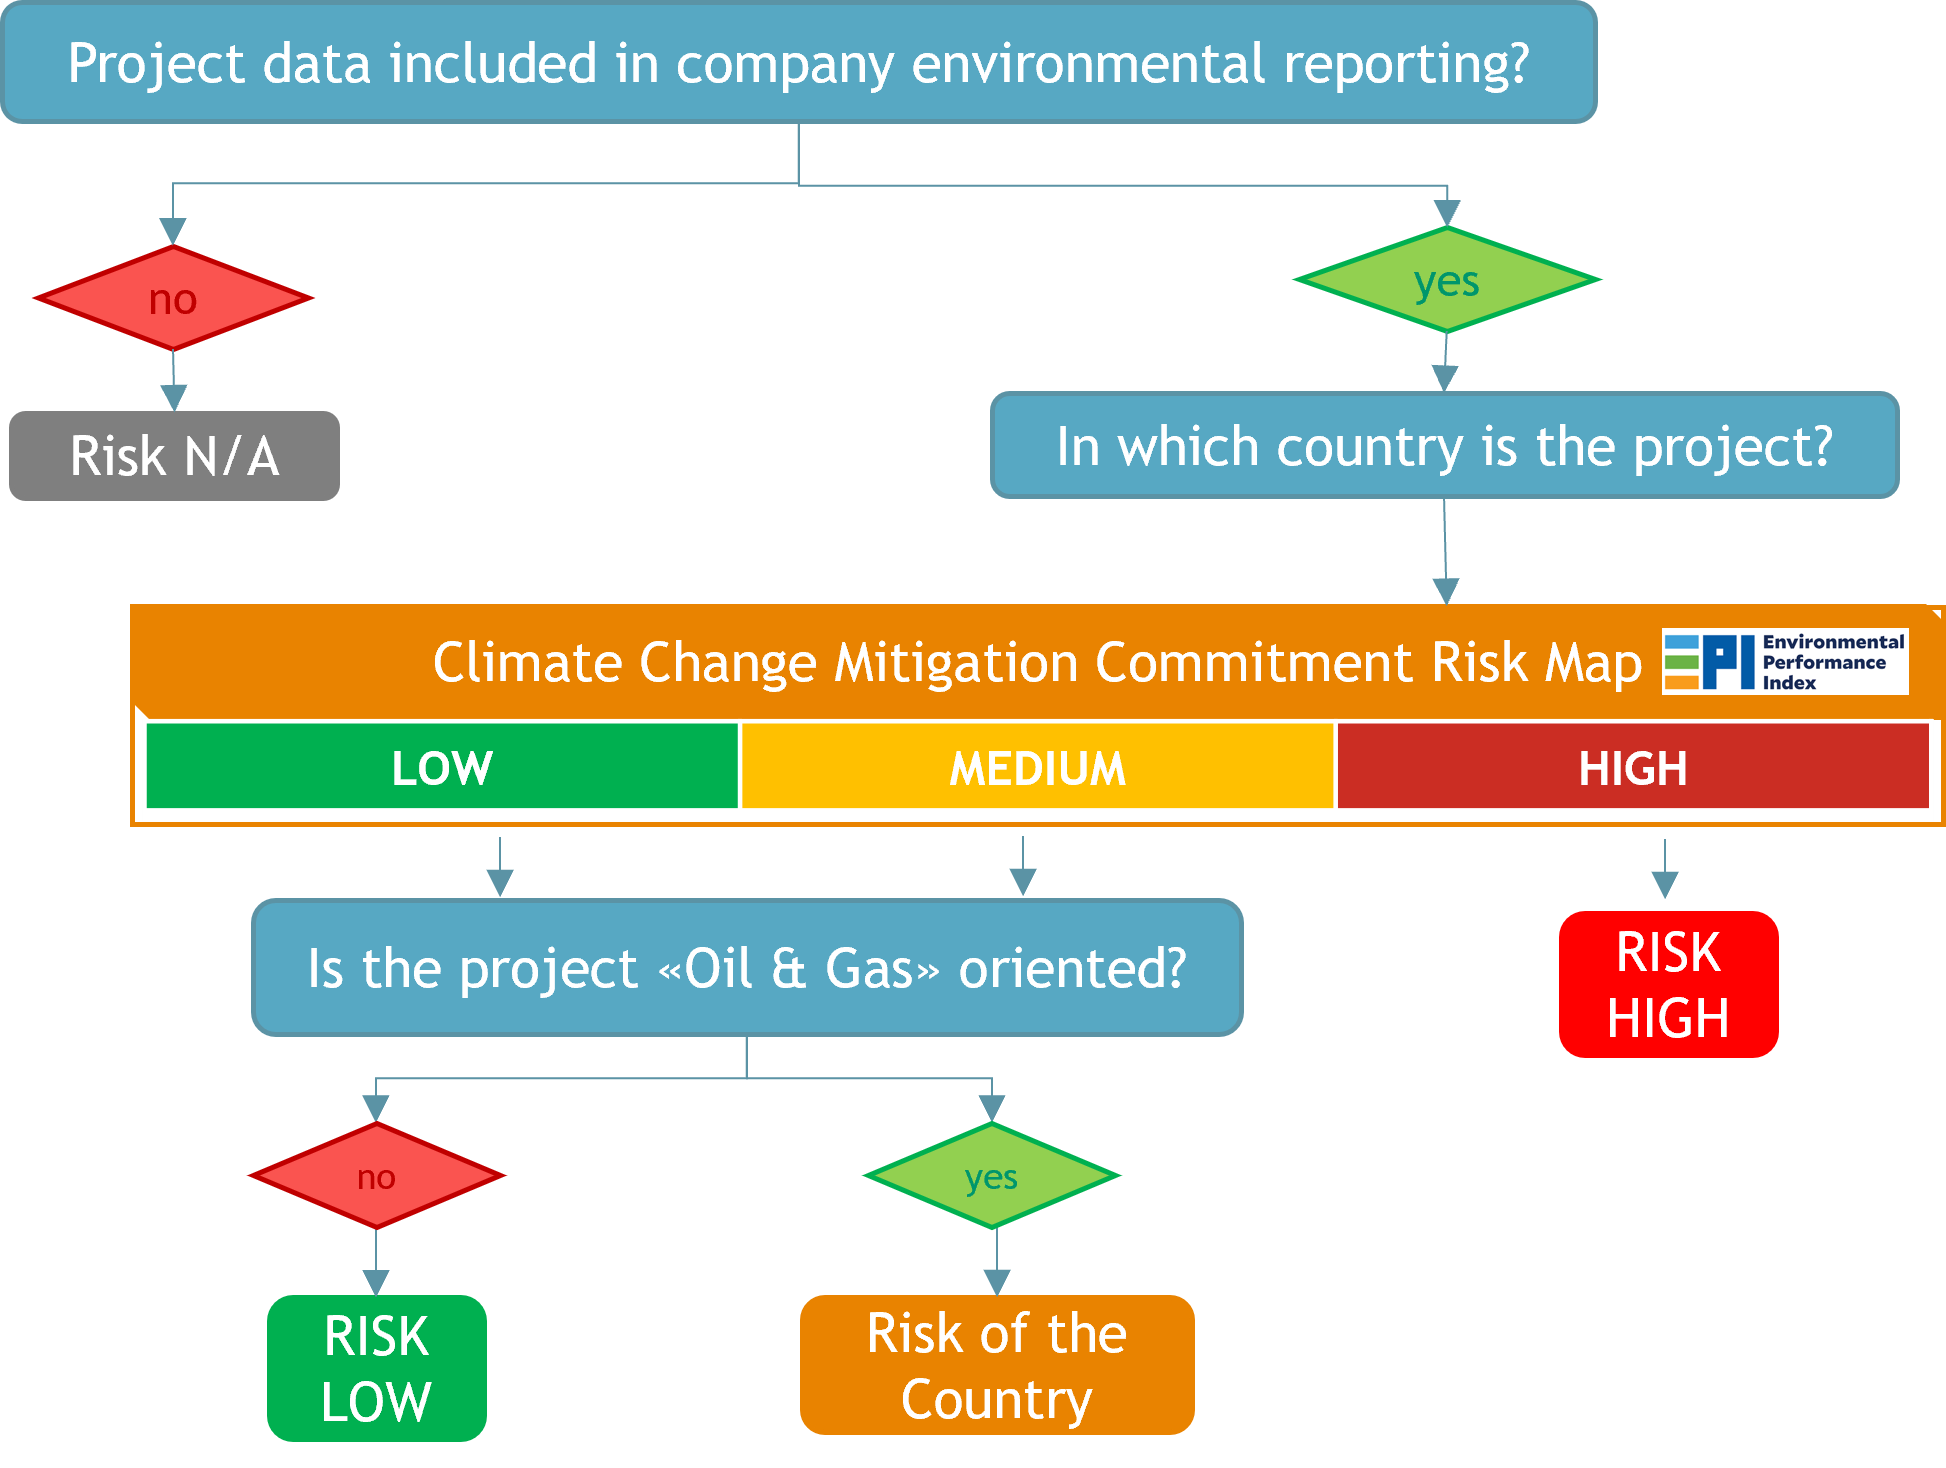 Project data included in company environmental reporting?
no
yes
Risk N/A
In which country is the project?
Climate Change Mitigation Commitment Risk Map
EPI
Environmental
Performance
Index
LOW
MEDIUM
HIGH
Is the project «Oil & Gas» oriented?
RISK
HIGH
no
yes
RISK
LOW
Risk of the
Country